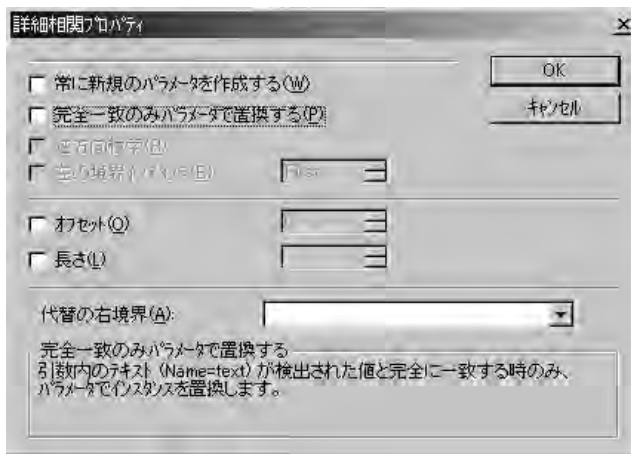 詳細相関プロパティ
常に新規のパラメータを作成する(W)
OK
完全一致のみパラメータで置換する(P)
キャンセル
オフセット(O)
長さ(L)
代替の右境界(A):
完全一致のみパラメータで置換する
引数内のテキスト (Name=text) が検出された値と完全に一致する時のみ、
パラメータでインスタンスを置換します。